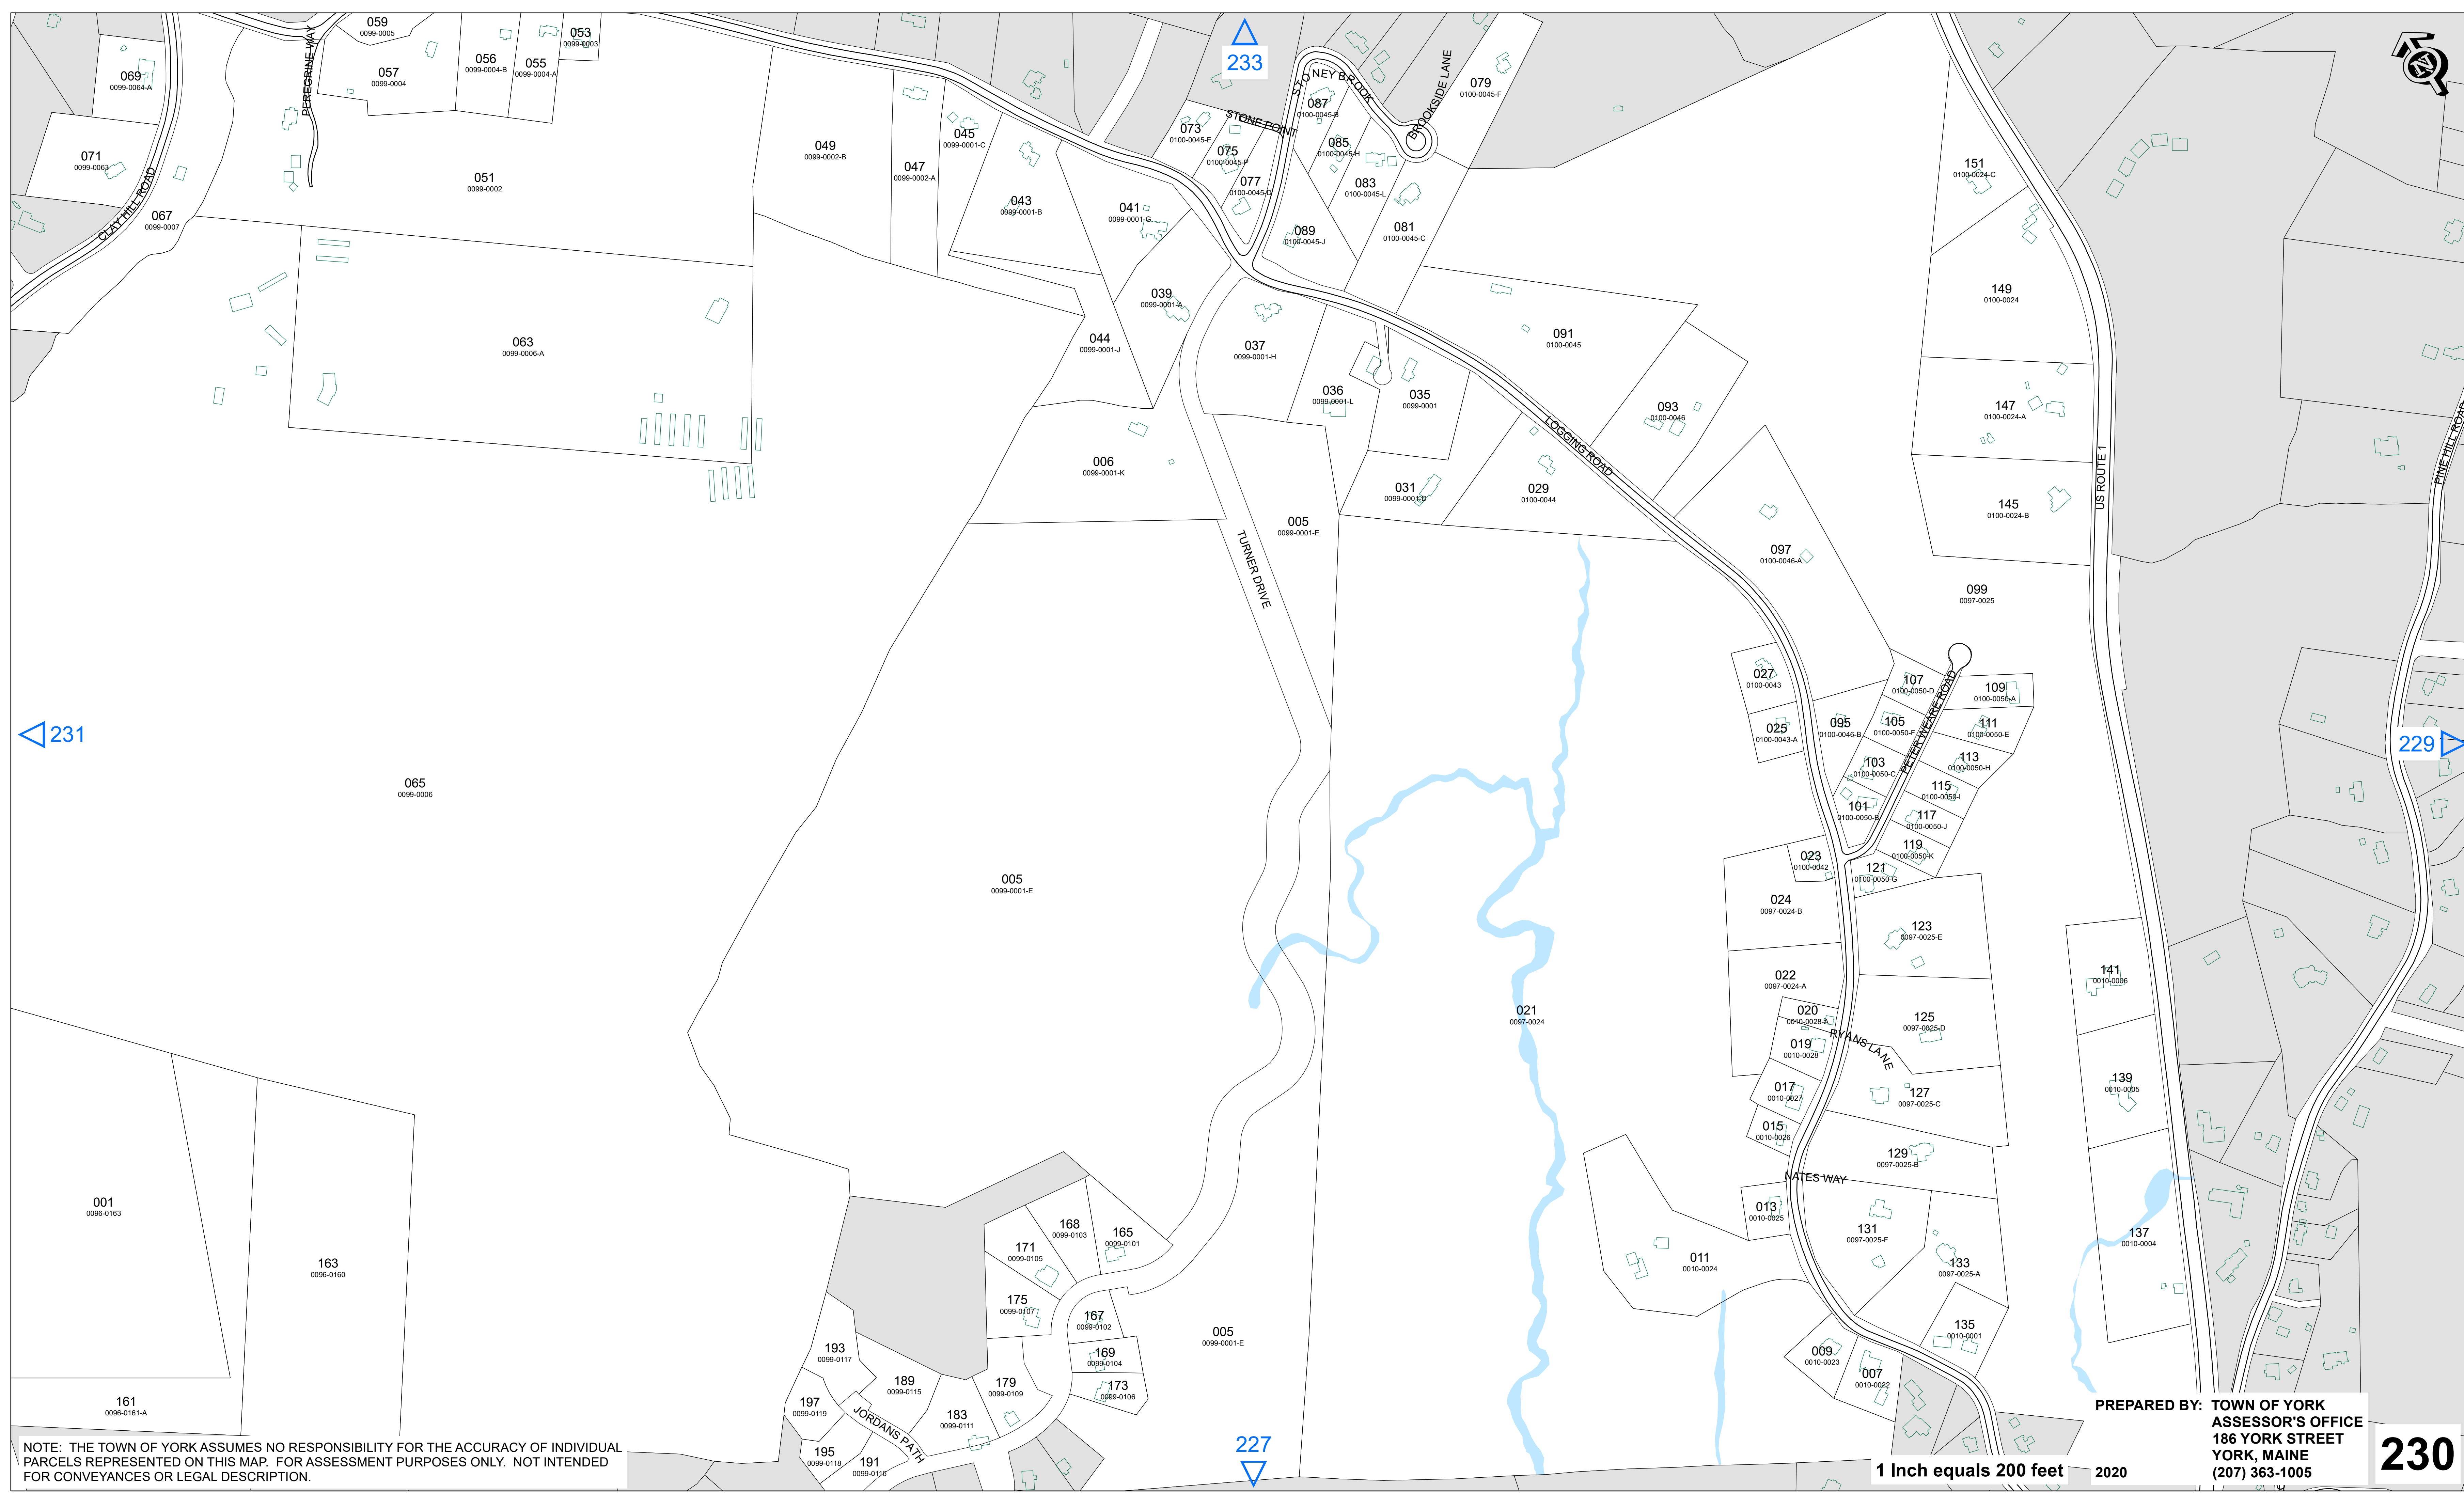 059
0099-0005
053
0099-0003
233
069
0099-0064-A
057
0099-0004
056
0099-0004-B
055
0099-0004-A
PEREGRINE WAY
STONEY BROOK
BROOKSIDE LANE
079
0100-0045-F
087
0100-0045-B
STONE POINT
073
0100-0045-E
085
0100-0045-H
075
0100-0045-P
077
0100-0045-D
083
0100-0045-L
045
0099-0001-C
049
0099-0002-B
047
0099-0002-A
071
0099-0063
051
0099-0002
151
0100-0024-C
CLAY HILL ROAD
067
0099-0007
043
0099-0001-B
041
0099-0001-G
089
0100-0045-J
081
0100-0045-C
039
0099-0001-A
149
0100-0024
063
0099-0006-A
044
0099-0001-J
037
0099-0001-H
091
0100-0045
036
0099-0001-L
035
0099-0001
093
0100-0046
147
0100-0024-A
LOGGING ROAD
US ROUTE 1
PINE HILL ROAD
006
0099-0001-K
031
0099-0001-D
029
0100-0044
145
0100-0024-B
005
0099-0001-E
TURNER DRIVE
097
0100-0046-A
099
0097-0025
027
0100-0043
107
0100-0050-D
109
0100-0050-A
PETER WEARE ROAD
025
0100-0043-A
095
0100-0046-B
105
0100-0050-F
111
0100-0050-E
231
229
103
0100-0050-C
113
0100-0050-H
065
0099-0006
115
0100-0050-I
101
0100-0050-B
117
0100-0050-J
023
0100-0042
119
0100-0050-K
121
0100-0050-G
005
0099-0001-E
024
0097-0024-B
123
0097-0025-E
022
0097-0024-A
141
0010-0006
021
0097-0024
020
0010-0028-A
125
0097-0025-D
RYANS LANE
019
0010-0028
017
0010-0027
127
0097-0025-C
139
0010-0005
015
0010-0026
129
0097-0025-B
NATES WAY
001
0096-0163
163
0096-0160
168
0099-0103
165
0099-0101
171
0099-0105
013
0010-0025
131
0097-0025-F
137
0010-0004
011
0010-0024
133
0097-0025-A
175
0099-0107
167
0099-0102
005
0099-0001-E
135
0010-0001
193
0099-0117
169
0099-0104
009
0010-0023
189
0099-0115
179
0099-0109
173
0099-0106
007
0010-0022
161
0096-0161-A
197
0099-0119
183
0099-0111
JORDANS PATH
195
0099-0118
191
0099-0116
227
NOTE: THE TOWN OF YORK ASSUMES NO RESPONSIBILITY FOR THE ACCURACY OF INDIVIDUAL
PARCELS REPRESENTED ON THIS MAP. FOR ASSESSMENT PURPOSES ONLY. NOT INTENDED
FOR CONVEYANCES OR LEGAL DESCRIPTION.
1 Inch equals 200 feet
PREPARED BY: TOWN OF YORK
ASSESSOR'S OFFICE
186 YORK STREET
YORK, MAINE
2020 (207) 363-1005
230
N